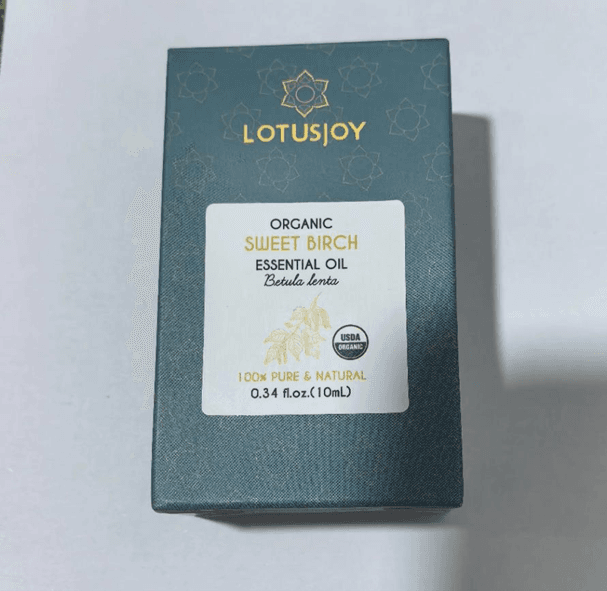 LOTUSJOY
ORGANIC
SWEET BIRCH
ESSENTIAL OIL
Betula lenta
USDA
ORGANIC
100% PURE & NATURAL
0.34 fl.oz.(10mL)